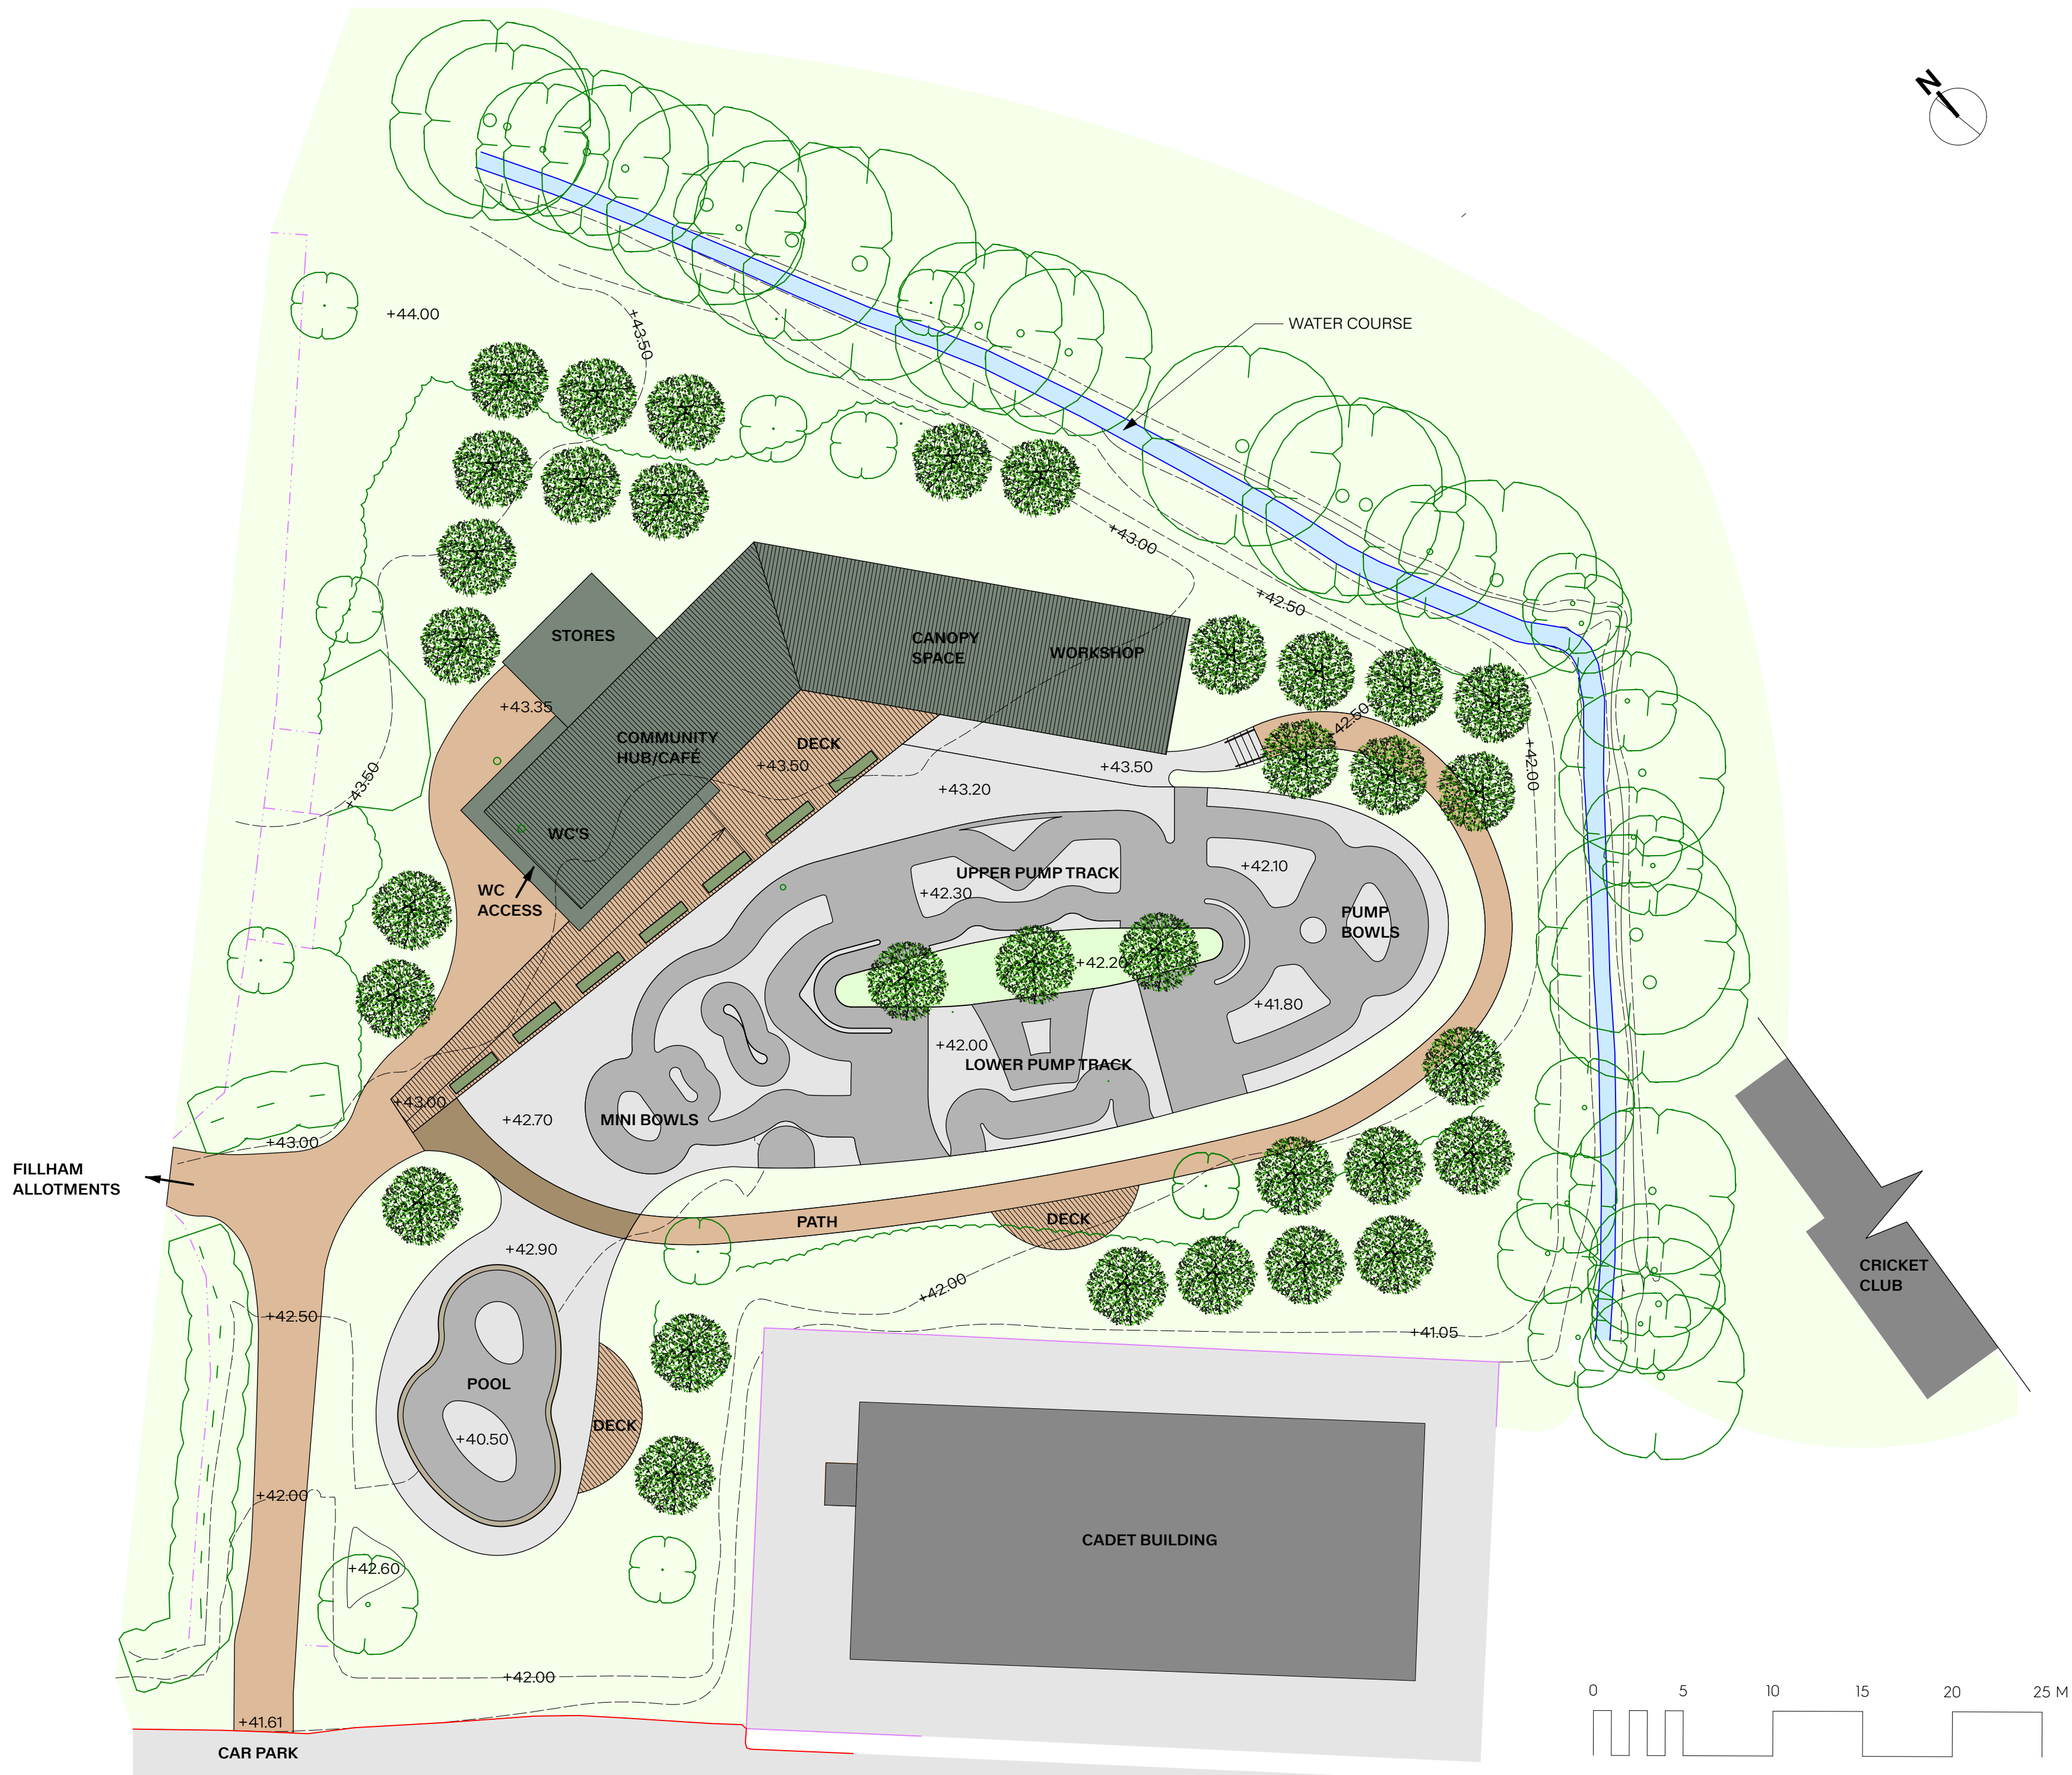 N
WATER COURSE
+44.00
+43.50
+43.00
+42.50
STORES
CANOPY
SPACE
WORKSHOP
+43.35
COMMUNITY
HUB/CAFÉ
DECK
+43.50
+43.50
+42.50
+42.00
+43.50
+43.20
WC'S
WC
ACCESS
UPPER PUMP TRACK
+42.30
+42.10
PUMP
BOWLS
+42.20
+41.80
+42.00
LOWER PUMP TRACK
+43.00
+42.70
MINI BOWLS
+43.00
FILLHAM
ALLOTMENTS
PATH
DECK
+42.90
+42.00
CRICKET
CLUB
+42.50
+41.05
POOL
DECK
+40.50
+42.00
CADET BUILDING
+42.60
+42.00
+41.61
CAR PARK
0 5 10 15 20 25 M